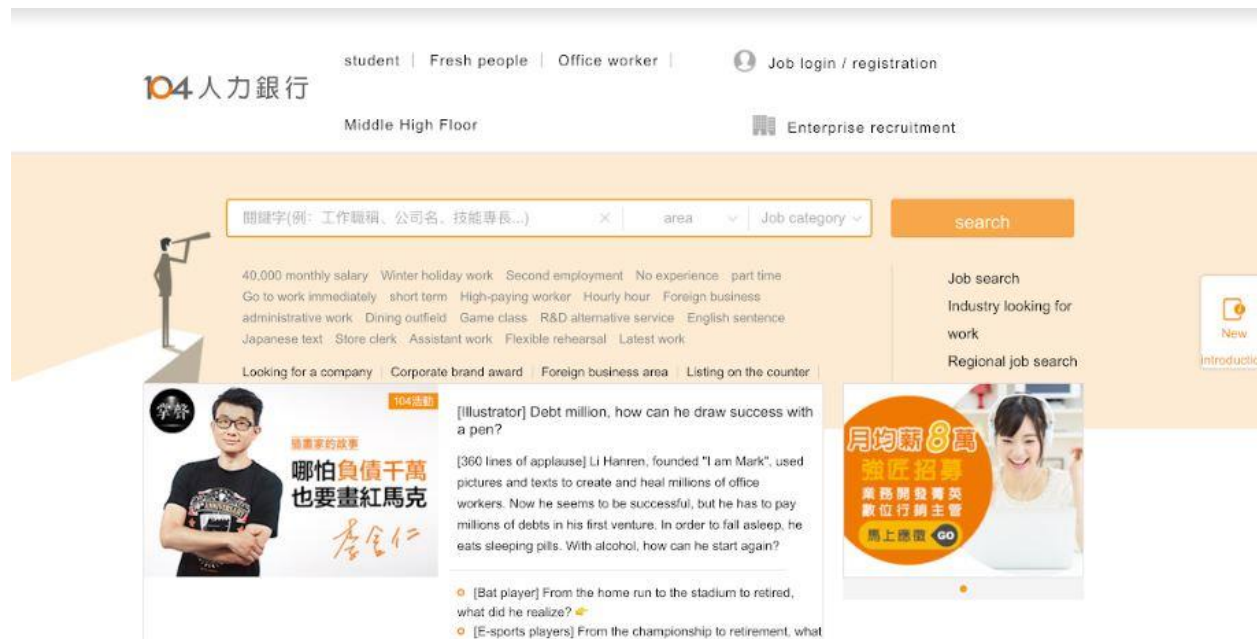 student | Fresh people | Office worker |
Job login / registration
104人力銀行
Middle High Floor
Enterprise recruitment
關鍵字(例: 工作職稱、公司名、技能專長...)
area
Job category
search
40,000 monthly salary Winter holiday work Second employment No experience part time
Go to work immediately short term High-paying worker Hourly hour Foreign business
administrative work Dining outfield Game class R&D alternative service English sentence
Japanese text Store clerk Assistant work Flexible rehearsal Latest work
Looking for a company | Corporate brand award | Foreign business area | Listing on the counter |
Job search
Industry looking for
work
Regional job search
New
introductio
掌聲
104活動
插畫家的故事
哪怕負債千萬
也要畫紅馬克
[Illustrator] Debt million, how can he draw success with
a pen?
[360 lines of applause] Li Hanren, founded "I am Mark", used
pictures and texts to create and heal millions of office
workers. Now he seems to be successful, but he has to pay
millions of debts in his first venture. In order to fall asleep, he
eats sleeping pills. With alcohol, how can he start again?
[Bat player] From the home run to the stadium to retired,
what did he realize? 👉
[E-sports players] From the championship to retirement, what
月均薪8萬
強匠招募
業務開發菁英
數位行銷主管
馬上應徵 GO